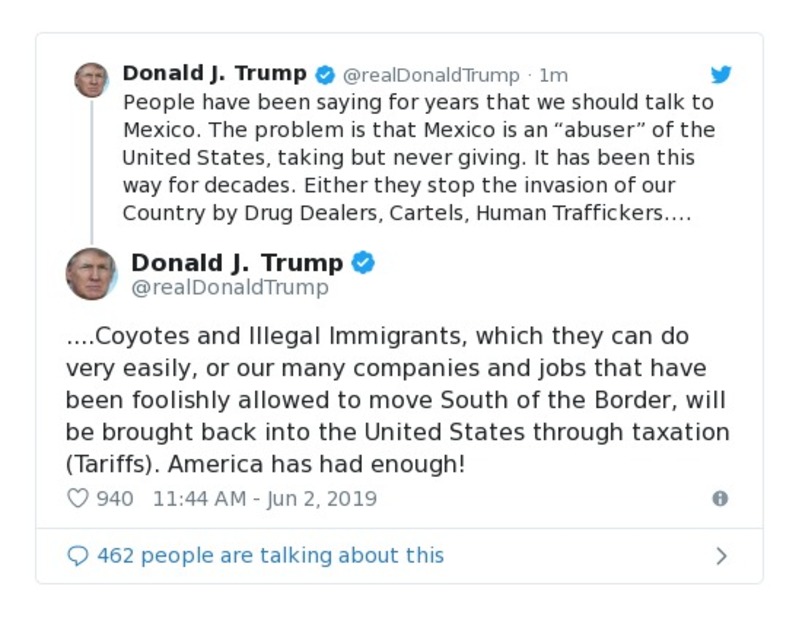 Donald J. Trump @realDonaldTrump · 1m
People have been saying for years that we should talk to
Mexico. The problem is that Mexico is an “abuser” of the
United States, taking but never giving. It has been this
way for decades. Either they stop the invasion of our
Country by Drug Dealers, Cartels, Human Traffickers....
Donald J. Trump
@realDonaldTrump
....Coyotes and Illegal Immigrants, which they can do
very easily, or our many companies and jobs that have
been foolishly allowed to move South of the Border, will
be brought back into the United States through taxation
(Tariffs). America has had enough!
940 11:44 AM - Jun 2, 2019
462 people are talking about this